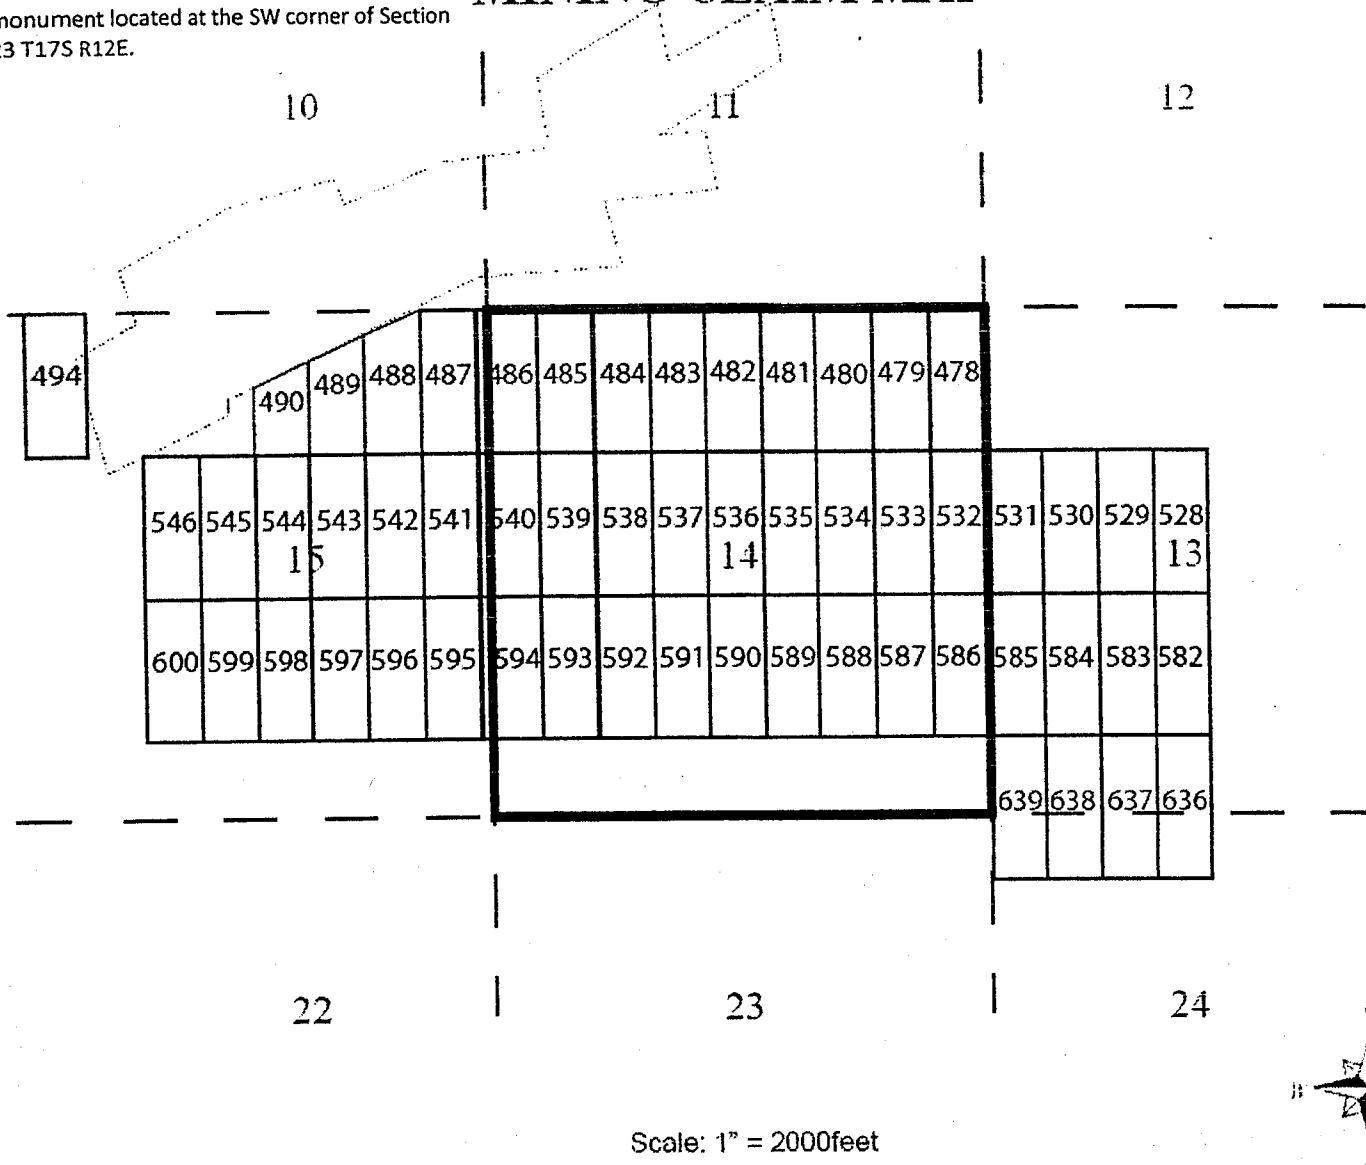 monument located at the SW corner of Section
23 T17S R12E.
10 11 12
494 490 489 488 487 486 485 484 483 482 481 480 479 478
546 545 544 543 542 541 540 539 538 537 536 535 534 533 532 531 530 529 528
15 14 13
600 599 598 597 596 595 594 593 592 591 590 589 588 587 586 585 584 583 582
639 638 637 636
22 23 24
Scale: 1” = 2000feet